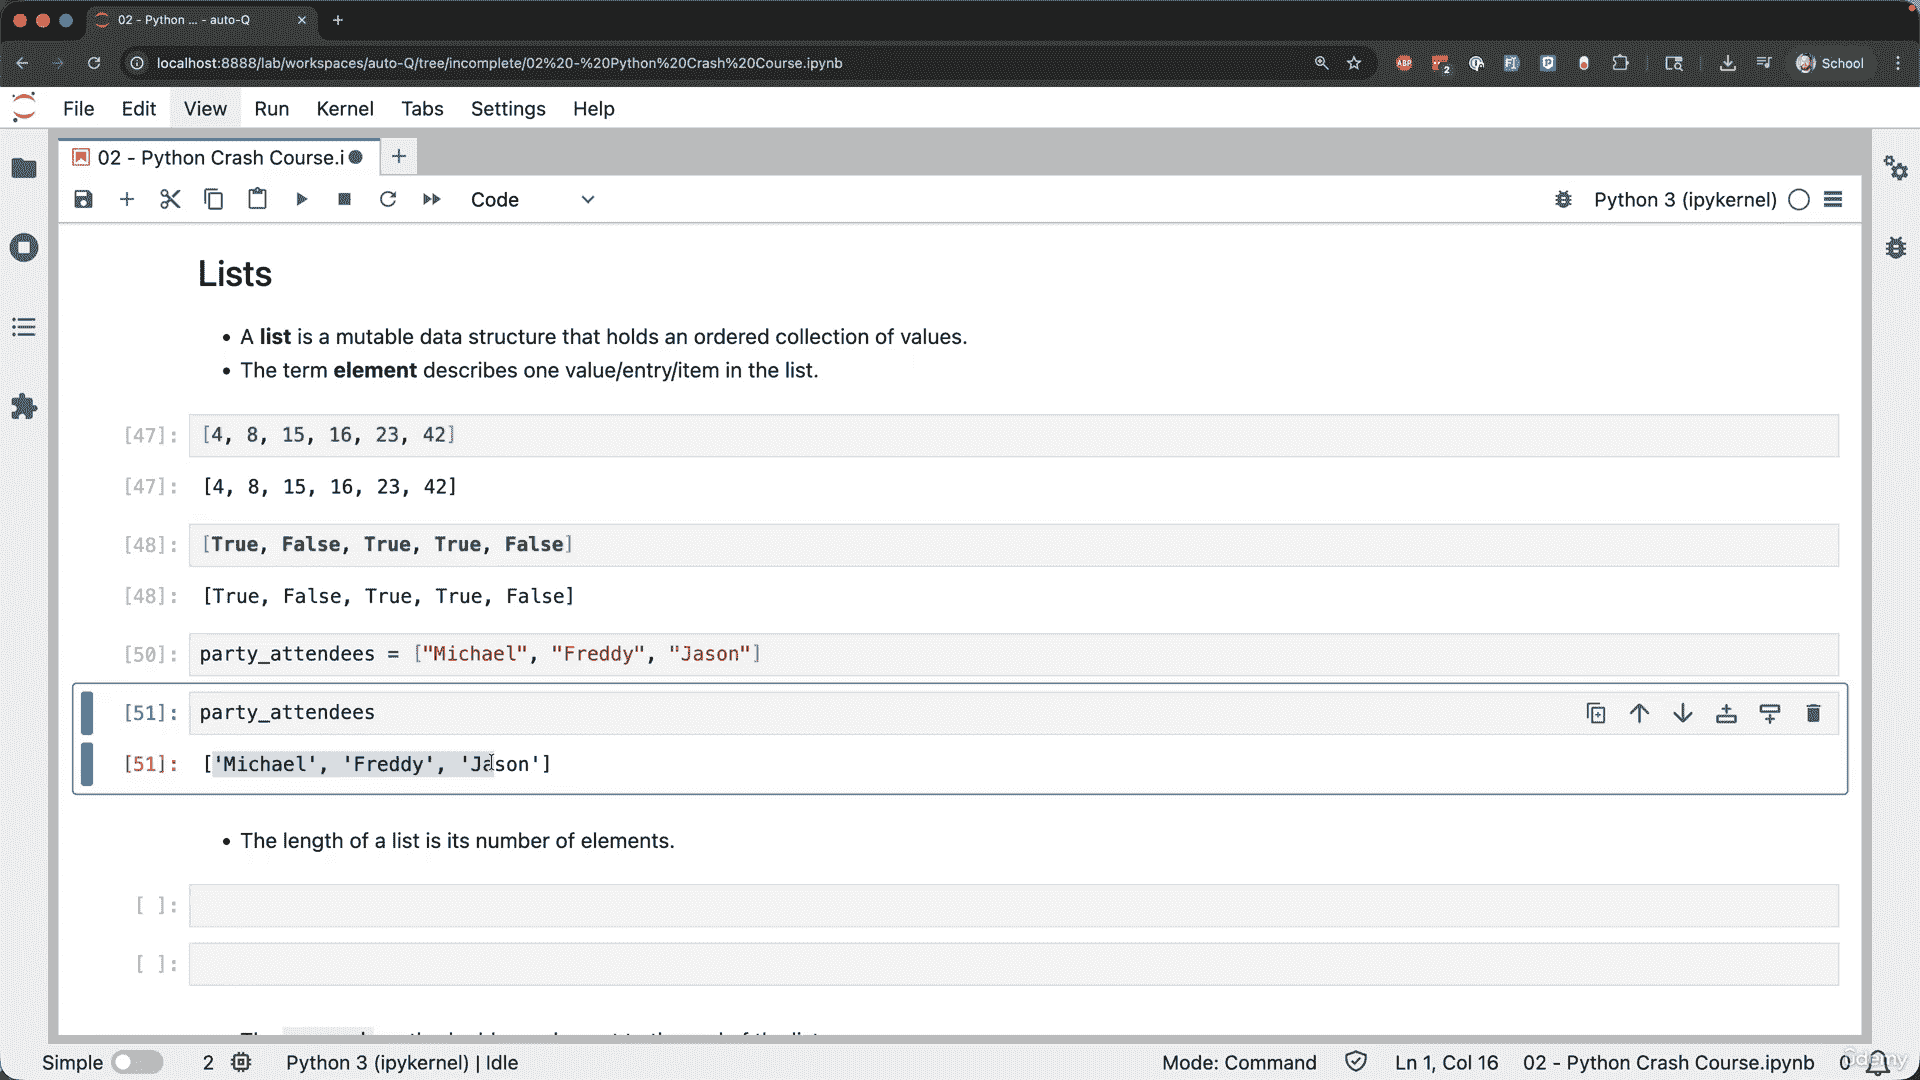 02 - Python ... - auto-Q
localhost:8888/lab/workspaces/auto-Q/tree/incomplete/02%20-%20Python%20Crash%20Course.ipynb
ABP
2
School
File Edit View Run Kernel Tabs Settings Help
02 - Python Crash Course.i
Code
Python 3 (ipykernel)
Lists
• A list is a mutable data structure that holds an ordered collection of values.
• The term element describes one value/entry/item in the list.
[47]: [4, 8, 15, 16, 23, 42]
[47]: [4, 8, 15, 16, 23, 42]
[48]: [True, False, True, True, False]
[48]: [True, False, True, True, False]
[50]: party_attendees = ["Michael", "Freddy", "Jason"]
[51]: party_attendees
[51]: ['Michael', 'Freddy', 'Jason']
• The length of a list is its number of elements.
[ ]:
[ ]:
Simple 2 Python 3 (ipykernel) | Idle Mode: Command Ln 1, Col 16 02 - Python Crash Course.ipynb 0
Udemy